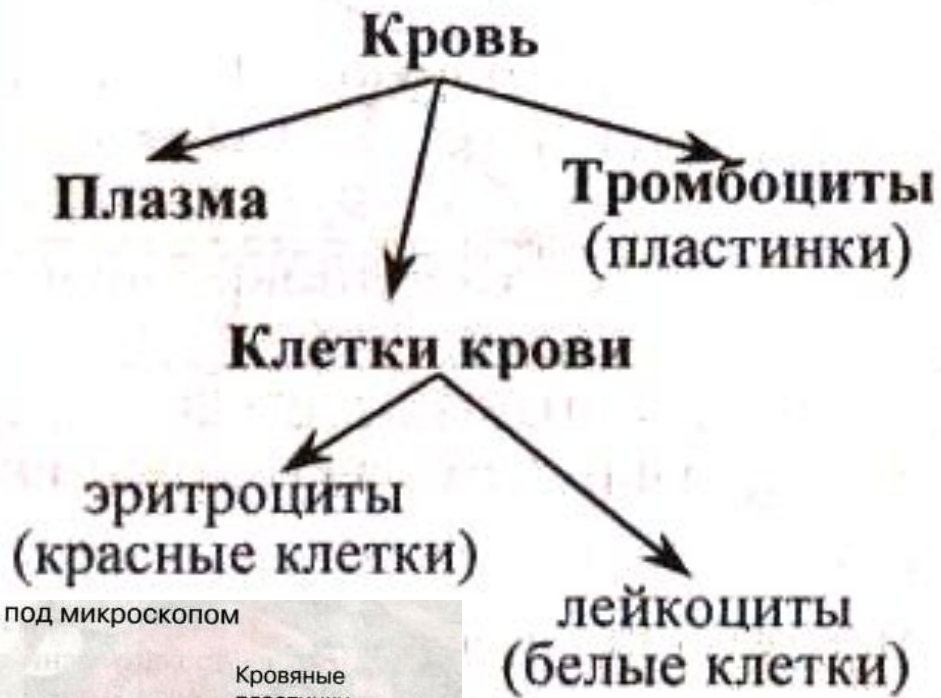 Кровь
Плазма
Тромбоциты
(пластинки)
Клетки крови
эритроциты
(красные клетки)
лейкоциты
(белые клетки)
под микроскопом
Кровяные